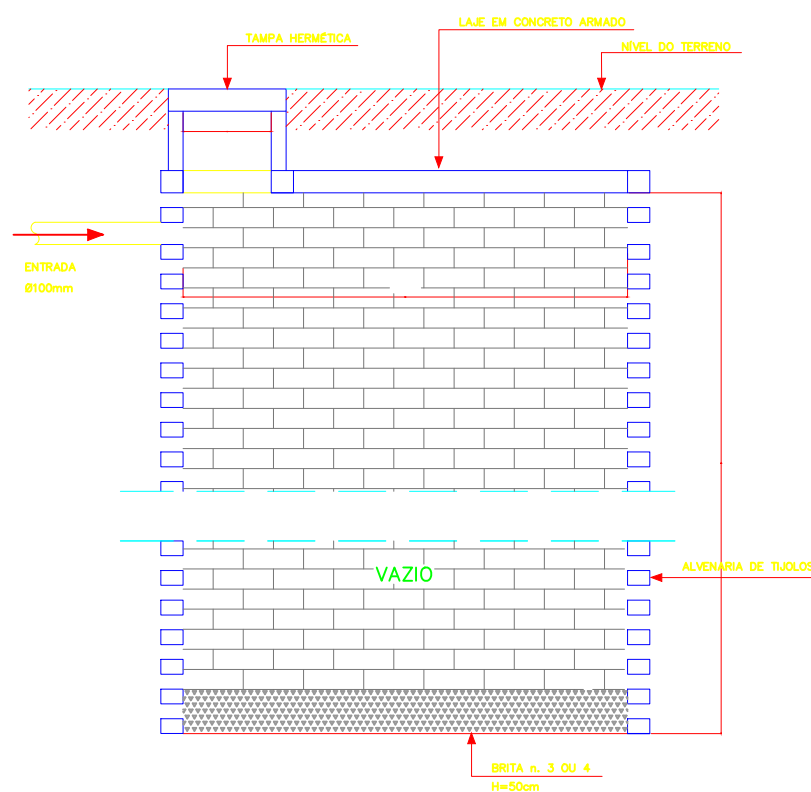 LAJE EM CONCRETO ARMADO
TAMPA HERMÉTICA
NÍVEL DO TERRENO
ENTRADA
Ø100mm
VAZIO
ALVENARIA DE TIJOLOS
BRITA n. 3 OU 4
H=50cm